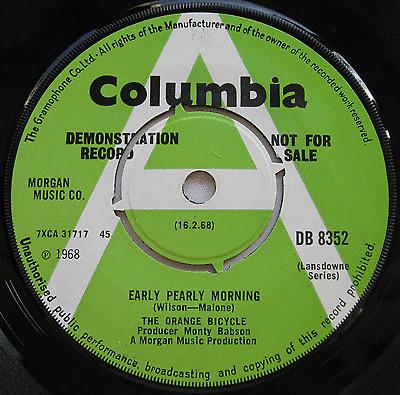 The Gramophone Co. Ltd.· All rights of the Manufacturer and of the owner of the recorded work reserved.
Columbia
DEMONSTRATION
RECORD
NOT FOR
SALE
MORGAN
MUSIC CO.
7XCA 31717 45
℗ 1968
(16.2.68)
DB 8352
(Lansdowne
Series)
EARLY PEARLY MORNING
(Wilson—Malone)
THE ORANGE BICYCLE
Producer Monty Babson
A Morgan Music Production
Unauthorised public performance, broadcasting and copying of this record prohibited.